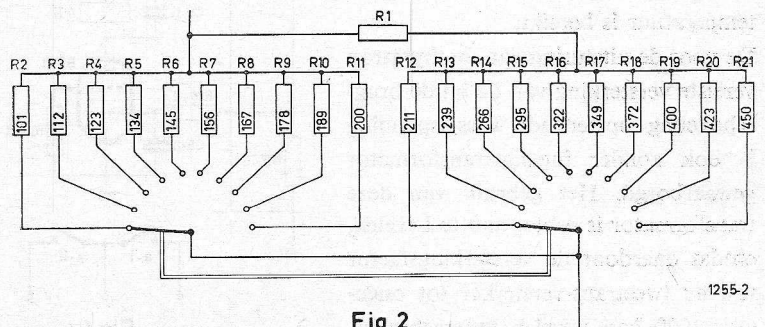 R1
R2 R3 R4 R5 R6 R7 R8 R9 R10 R11 R12 R13 R14 R15 R16 R17 R18 R19 R20 R21
101 112 123 134 145 156 167 178 189 200 211 239 266 295 322 349 372 400 423 450
1255-2
Fig.2